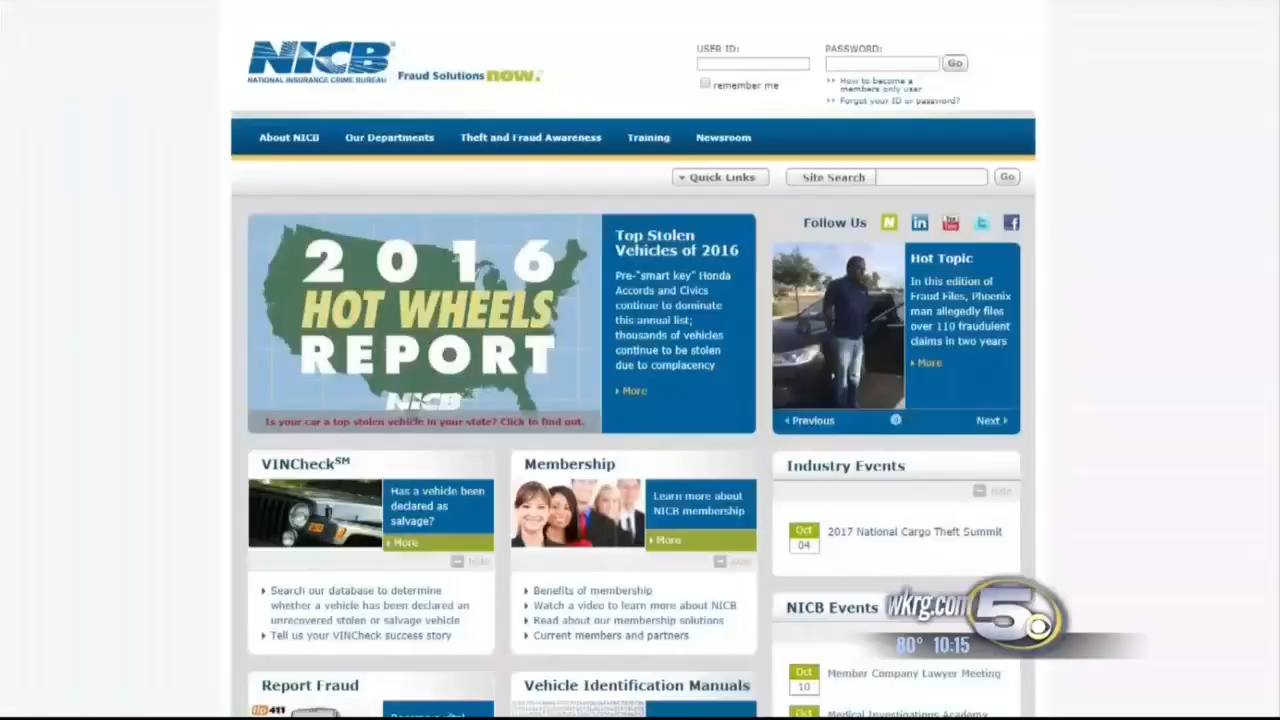 NICB
NATIONAL INSURANCE CRIME BUREAU
Fraud Solutions now.
USER ID:
PASSWORD:
Go
remember me
>> How to become a
members only user
>> Forgot your ID or password?
About NICB
Our Departments
Theft and Fraud Awareness
Training
Newsroom
Quick Links
Site Search
Go
2016
HOT WHEELS
REPORT
NICB
Is your car a top stolen vehicle in your state? Click to find out.
Top Stolen
Vehicles of 2016
Pre-"smart key" Honda
Accords and Civics
continue to dominate
this annual list;
thousands of vehicles
continue to be stolen
due to complacency
More
Follow Us
N
in
You
Tube
t
f
Hot Topic
In this edition of
Fraud Files, Phoenix
man allegedly files
over 110 fraudulent
claims in two years
More
Previous
Next
VINCheck℠
Has a vehicle been
declared as
salvage?
More
hide
Search our database to determine
whether a vehicle has been declared an
unrecovered stolen or salvage vehicle
Tell us your VINCheck success story
Membership
Learn more about
NICB membership
More
hide
Benefits of membership
Watch a video to learn more about NICB
Read about our membership solutions
Current members and partners
Industry Events
hide
Oct
04
2017 National Cargo Theft Summit
NICB Events
wkrg.com 5
80° 10:15
Oct
10
Member Company Lawyer Meeting
Oct
Medical Investigations Academy
Report Fraud
411
Become a vital
Vehicle Identification Manuals